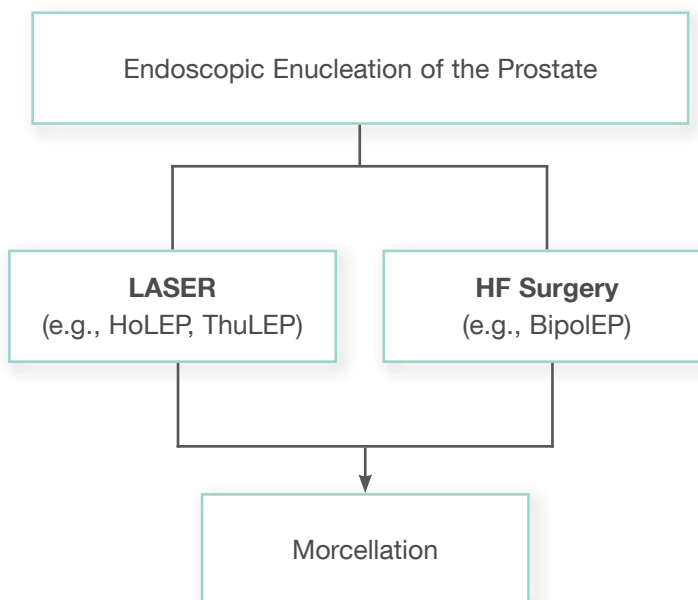 Endoscopic Enucleation of the Prostate
LASER
(e.g., HoLEP, ThuLEP)
HF Surgery
(e.g., BipolEP)
Morcellation